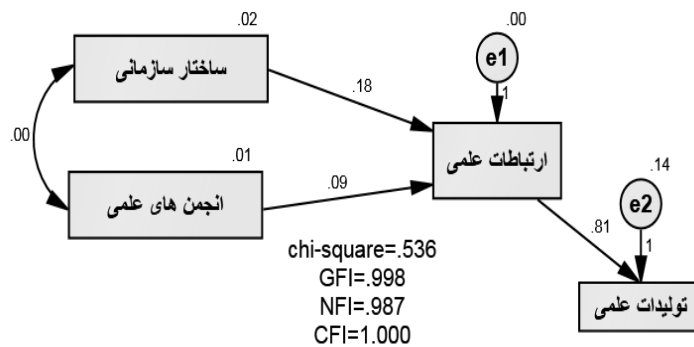 .02
ساختار سازمانی
.00
e1
1
.18
.00
ارتباطات علمی
.01
انجمن های علمی
.09
.14
e2
.81
1
تولیدات علمی
chi-square=.536
GFI=.998
NFI=.987
CFI=1.000